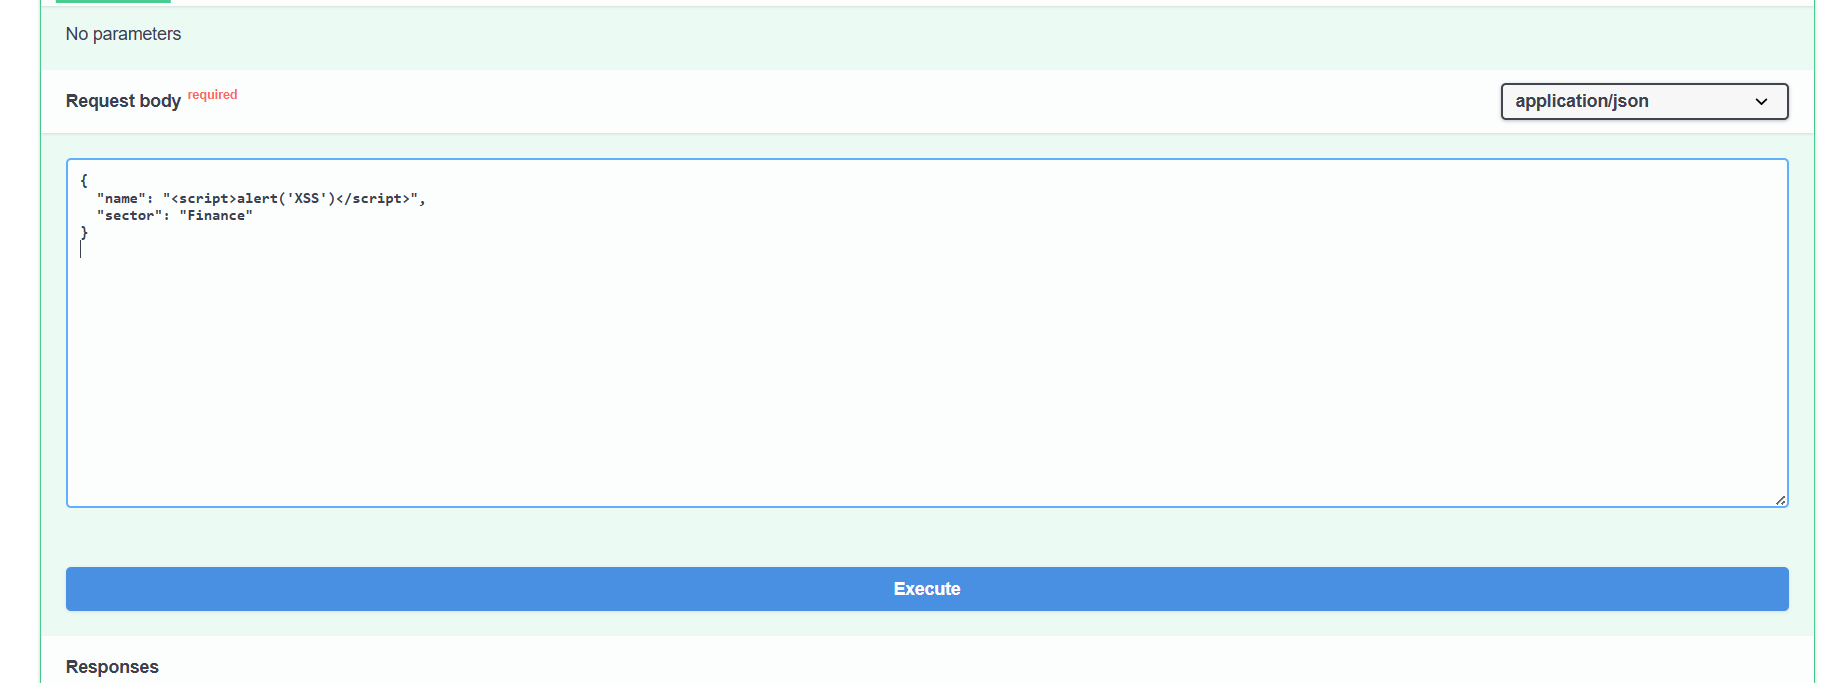 No parameters
Request body required
application/json
{
  "name": "<script>alert('XSS')</script>",
  "sector": "Finance"
}
Execute
Responses